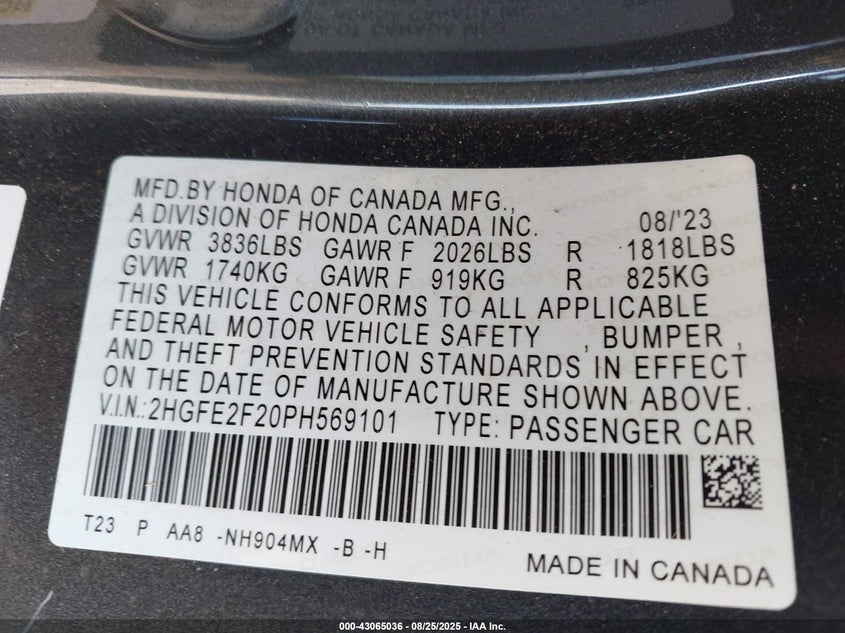 MFD.BY HONDA OF CANADA MFG.,
A DIVISION OF HONDA CANADA INC. 08/'23
GVWR 3836LBS GAWR F 2026LBS R 1818LBS
GVWR 1740KG GAWR F 919KG R 825KG
THIS VEHICLE CONFORMS TO ALL APPLICABLE
FEDERAL MOTOR VEHICLE SAFETY , BUMPER ,
AND THEFT PREVENTION STANDARDS IN EFFECT
ON THE DATE OF MANUFACTURE SHOWN ABOVE.
V.I.N.: 2HGFE2F20PH569101 TYPE: PASSENGER CAR
T23 P AA8 -NH904MX -B -H
MADE IN CANADA
000-43065036 - 08/25/2025 - IAA Inc.